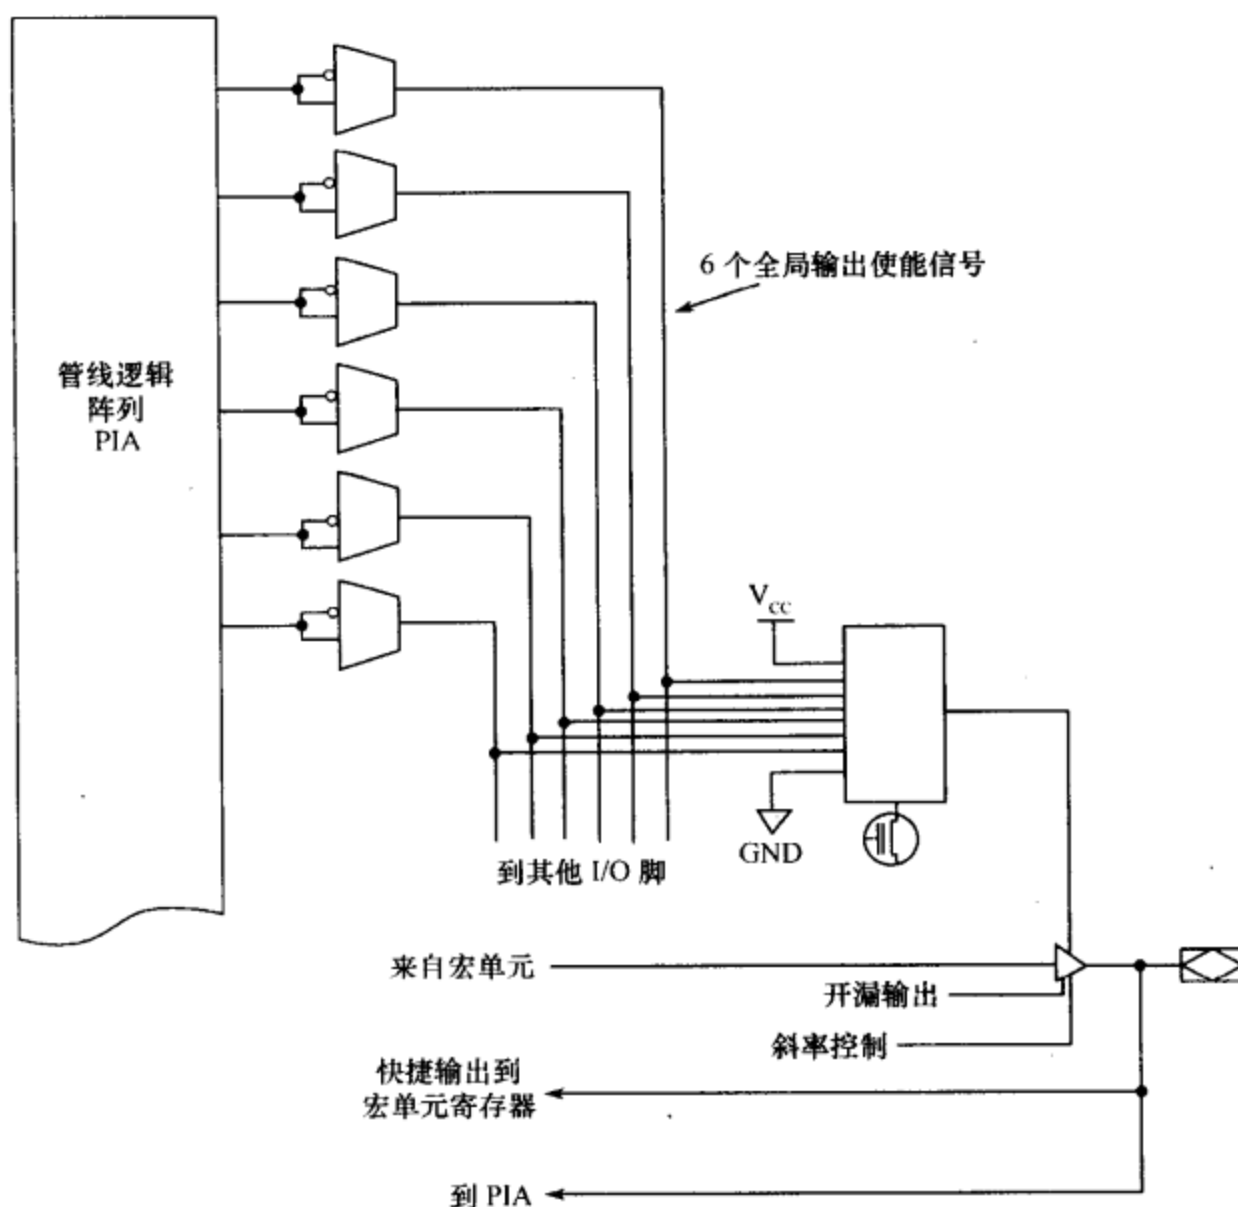 6 个全局输出使能信号
管线逻辑
阵列
PIA
VCC
GND
到其他 I/O 脚
来自宏单元
开漏输出
斜率控制
快捷输出到
宏单元寄存器
到 PIA